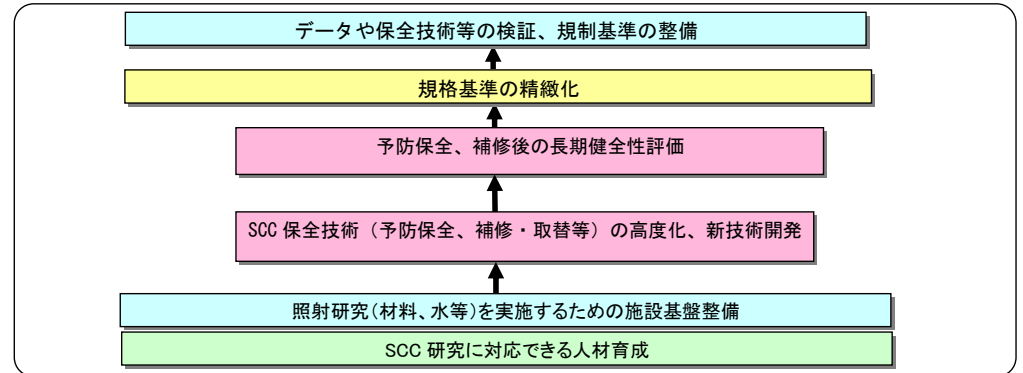 データや保全技術等の検証、規制基準の整備
規格基準の精緻化
予防保全、補修後の長期健全性評価
SCC 保全技術（予防保全、補修・取替等）の高度化、新技術開発
照射研究(材料、水等)を実施するための施設基盤整備
SCC 研究に対応できる人材育成